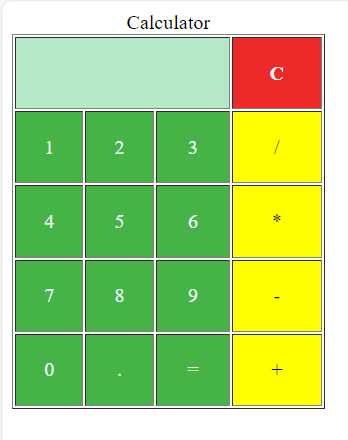 Calculator
C
1 2 3 /
4 5 6 *
7 8 9 -
0 . = +